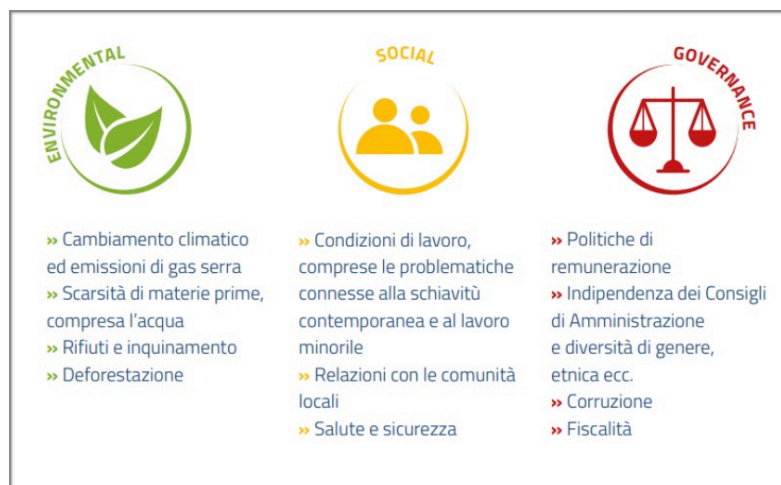 ENVIRONMENTAL
» Cambiamento climatico
ed emissioni di gas serra
» Scarsità di materie prime,
compresa l'acqua
» Rifiuti e inquinamento
» Deforestazione
SOCIAL
» Condizioni di lavoro,
comprese le problematiche
connesse alla schiavitù
contemporanea e al lavoro
minorile
» Relazioni con le comunità
locali
» Salute e sicurezza
GOVERNANCE
» Politiche di
remunerazione
» Indipendenza dei Consigli
di Amministrazione
e diversità di genere,
etnica ecc.
» Corruzione
» Fiscalità